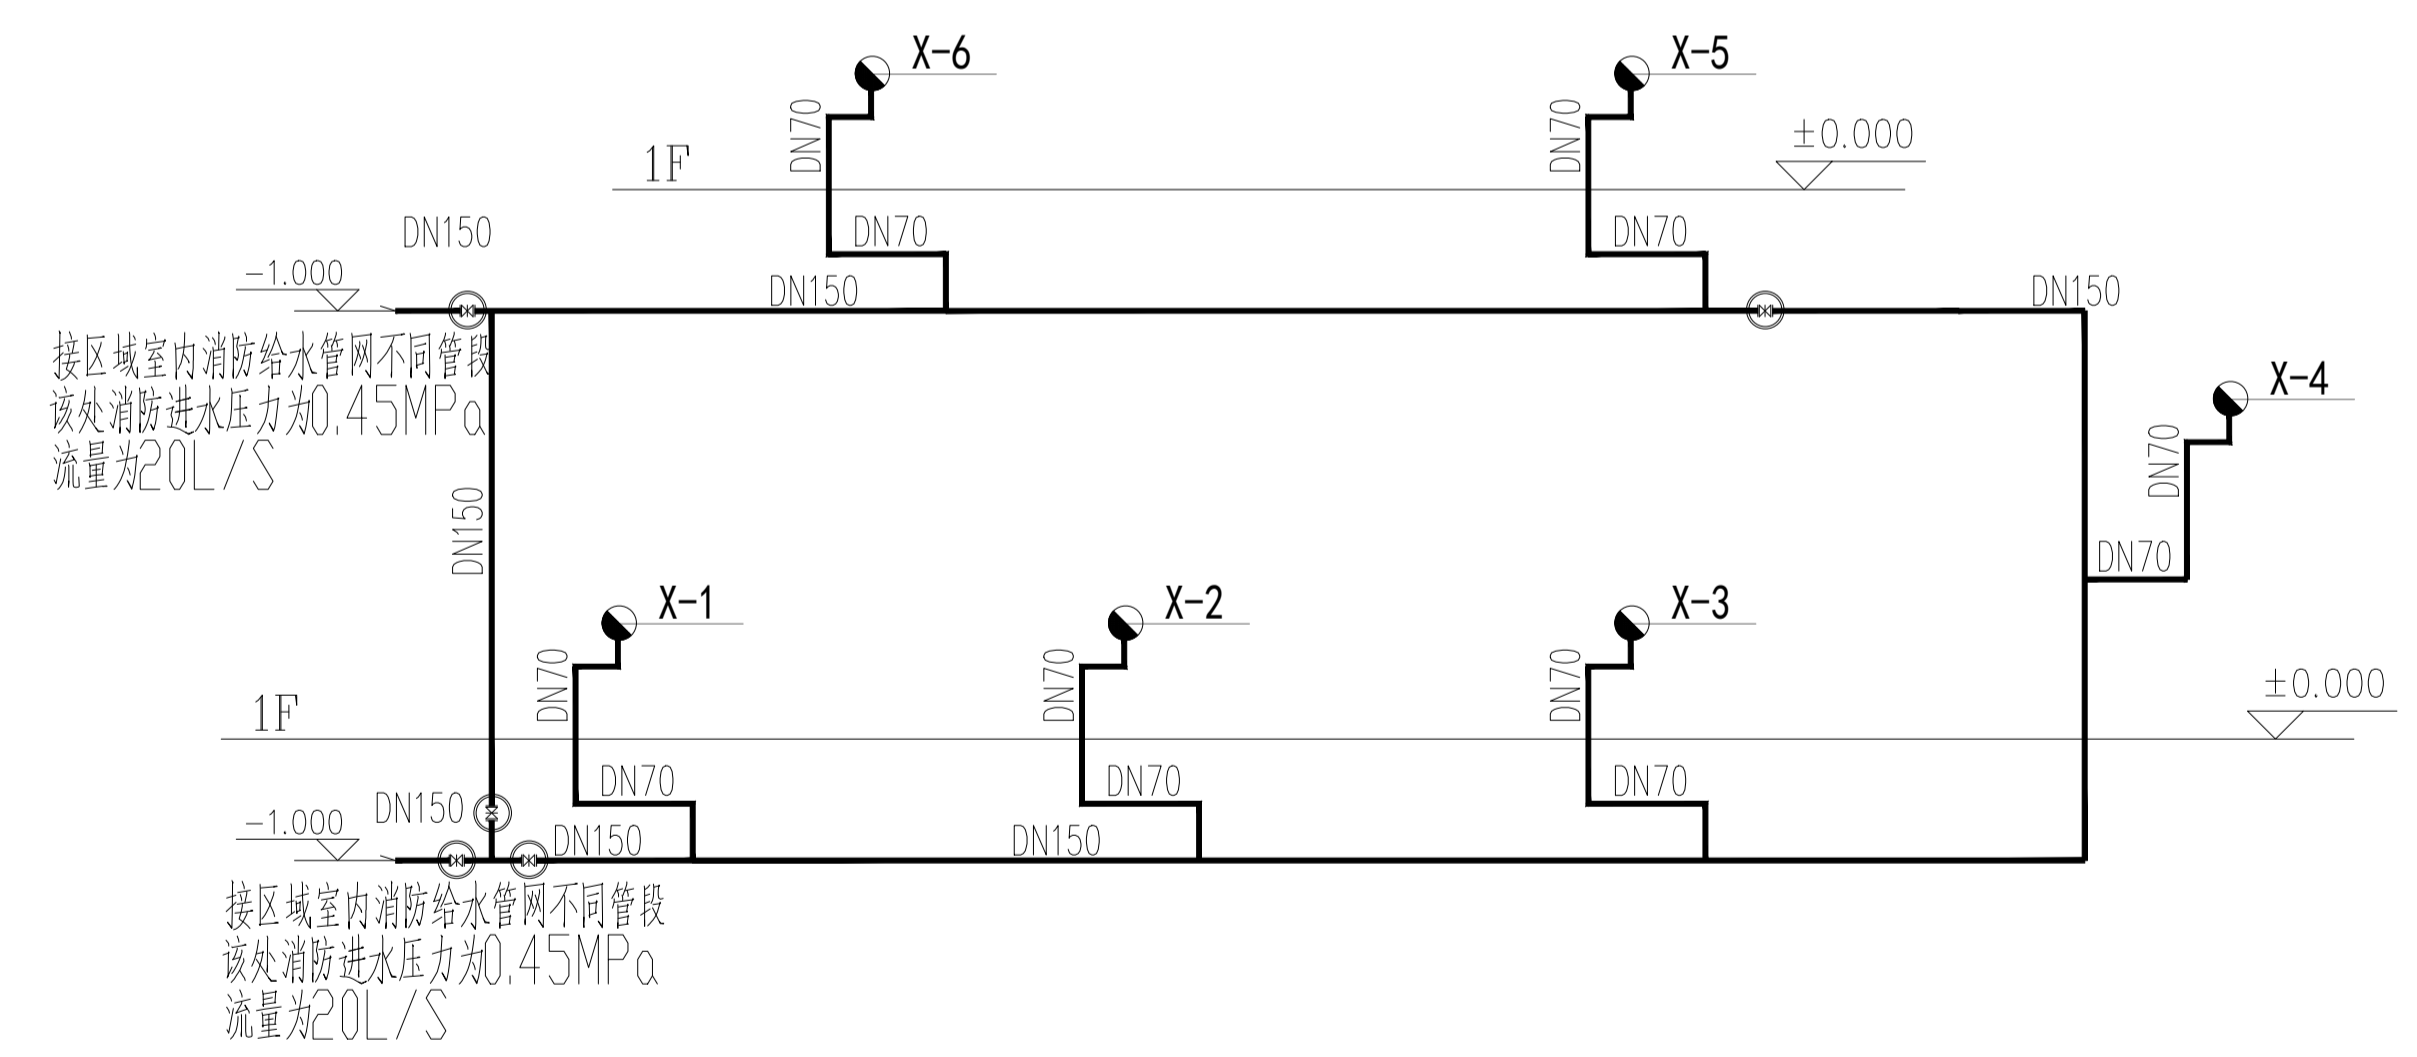 X-6
X-5
DN70
DN70
±0.000
1F
DN150
DN70
DN70
-1.000
DN150
DN150
接区域室内消防给水管网不同管段
该处消防进水压力为0.45MPa
流量为20L/S
X-4
DN70
DN150
DN70
X-1
X-2
X-3
DN70
DN70
DN70
±0.000
1F
DN70
DN70
DN70
-1.000
DN150
DN150
DN150
接区域室内消防给水管网不同管段
该处消防进水压力为0.45MPa
流量为20L/S